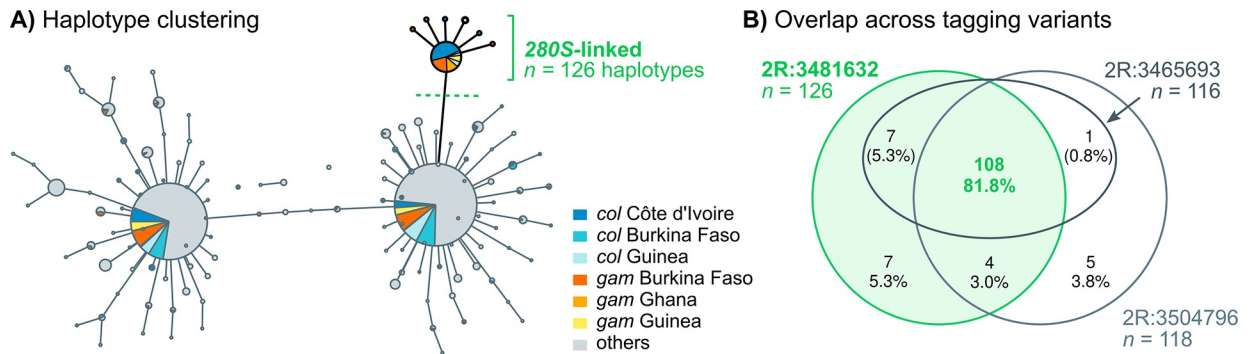 A) Haplotype clustering
280S-linked
n = 126 haplotypes
col Côte d'Ivoire
col Burkina Faso
col Guinea
gam Burkina Faso
gam Ghana
gam Guinea
others
B) Overlap across tagging variants
2R:3481632
n = 126
2R:3465693
n = 116
7
(5.3%)
1
(0.8%)
108
81.8%
7
5.3%
4
3.0%
5
3.8%
2R:3504796
n = 118